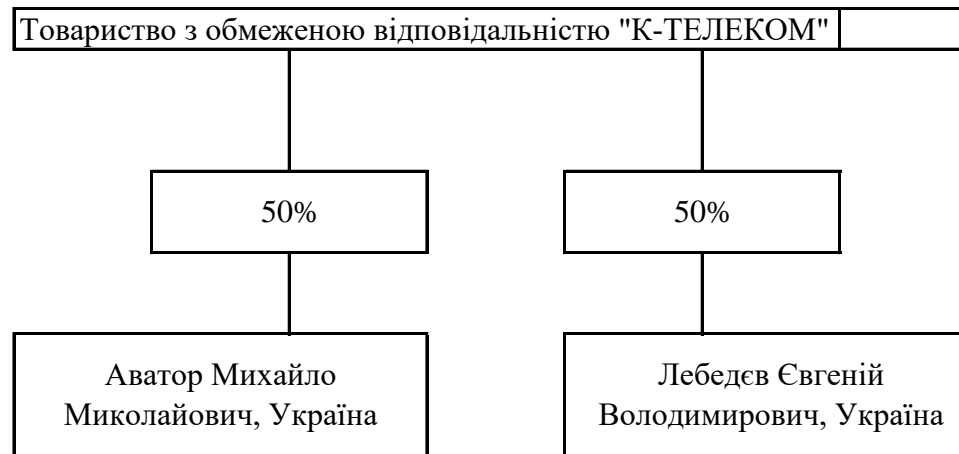 Товариство з обмеженою відповідальністю "К-ТЕЛЕКОМ"
50%
50%
Аватор Михайло
Миколайович, Україна
Лебедєв Євгеній
Володимирович, Україна